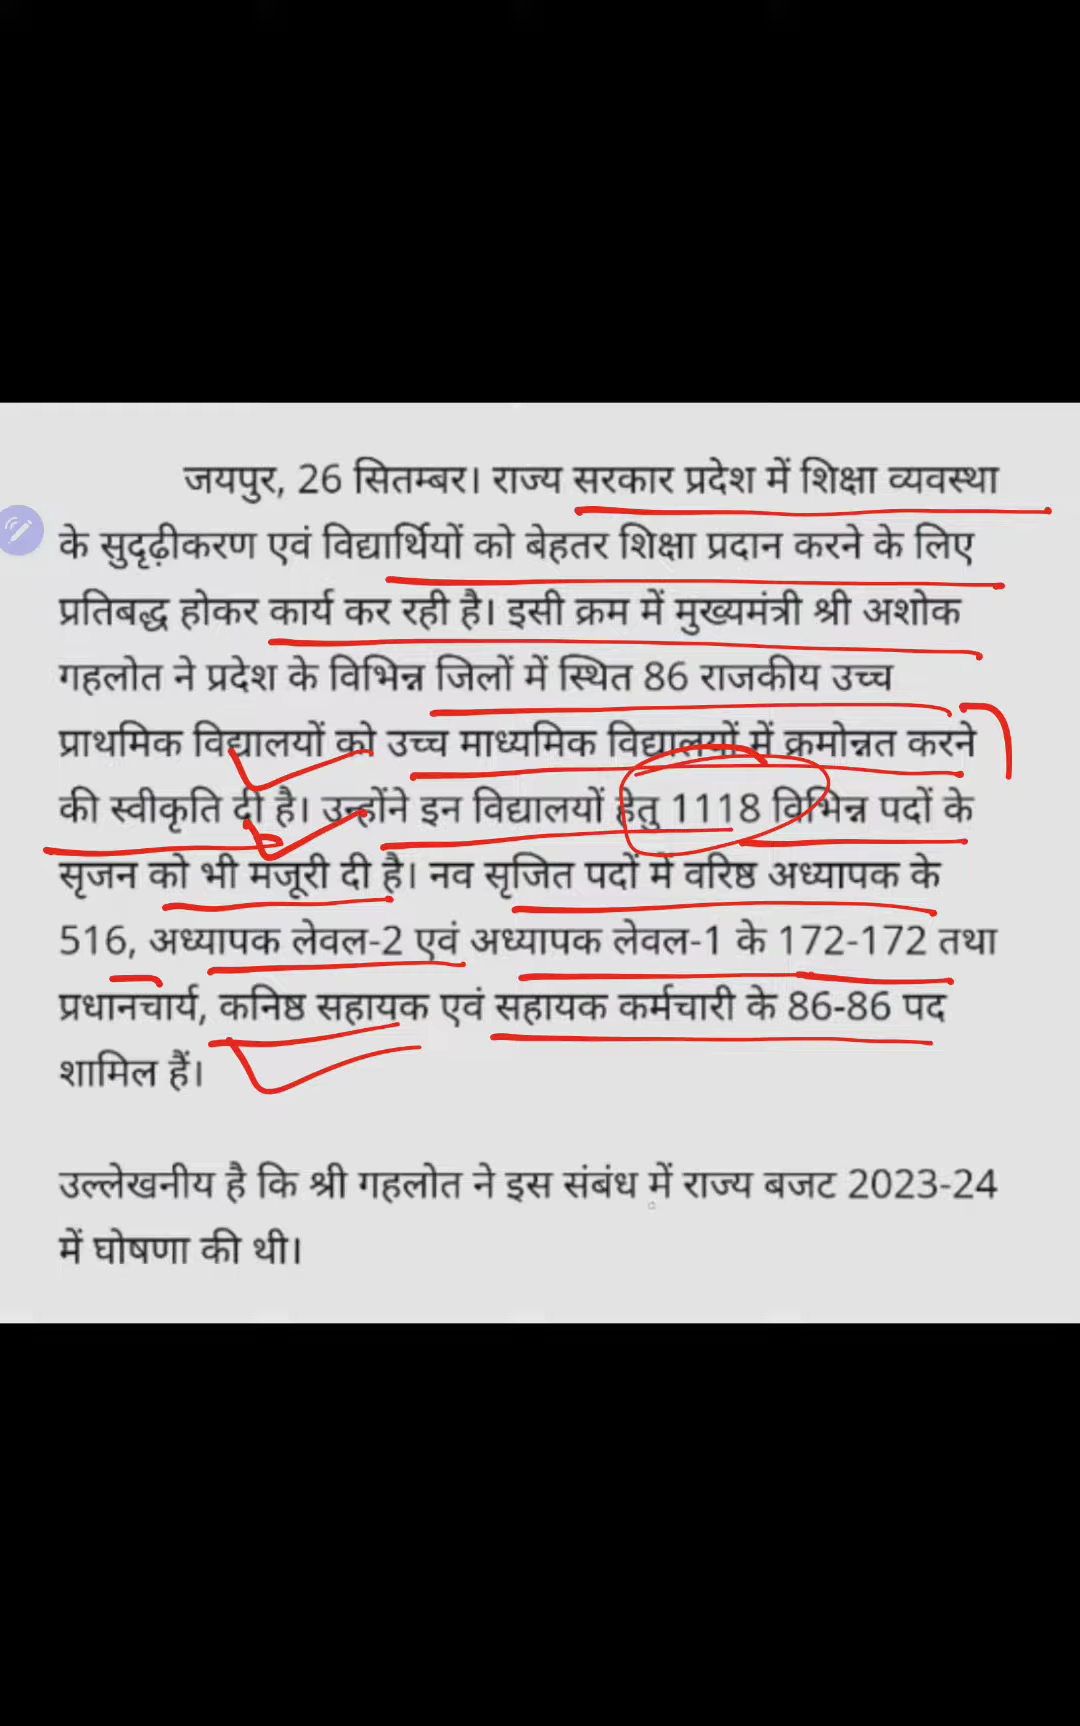 जयपुर, 26 सितम्बर। राज्य सरकार प्रदेश में शिक्षा व्यवस्था
के सुदृढ़ीकरण एवं विद्यार्थियों को बेहतर शिक्षा प्रदान करने के लिए
प्रतिबद्ध होकर कार्य कर रही है। इसी क्रम में मुख्यमंत्री श्री अशोक
गहलोत ने प्रदेश के विभिन्न जिलों में स्थित 86 राजकीय उच्च
प्राथमिक विद्यालयों को उच्च माध्यमिक विद्यालयों में क्रमोन्नत करने
की स्वीकृति दी है। उन्होंने इन विद्यालयों हेतु 1118 विभिन्न पदों के
सृजन को भी मंजूरी दी है। नव सृजित पदों में वरिष्ठ अध्यापक के
516, अध्यापक लेवल-2 एवं अध्यापक लेवल-1 के 172-172 तथा
प्रधानचार्य, कनिष्ठ सहायक एवं सहायक कर्मचारी के 86-86 पद
शामिल हैं।
उल्लेखनीय है कि श्री गहलोत ने इस संबंध में राज्य बजट 2023-24
में घोषणा की थी।